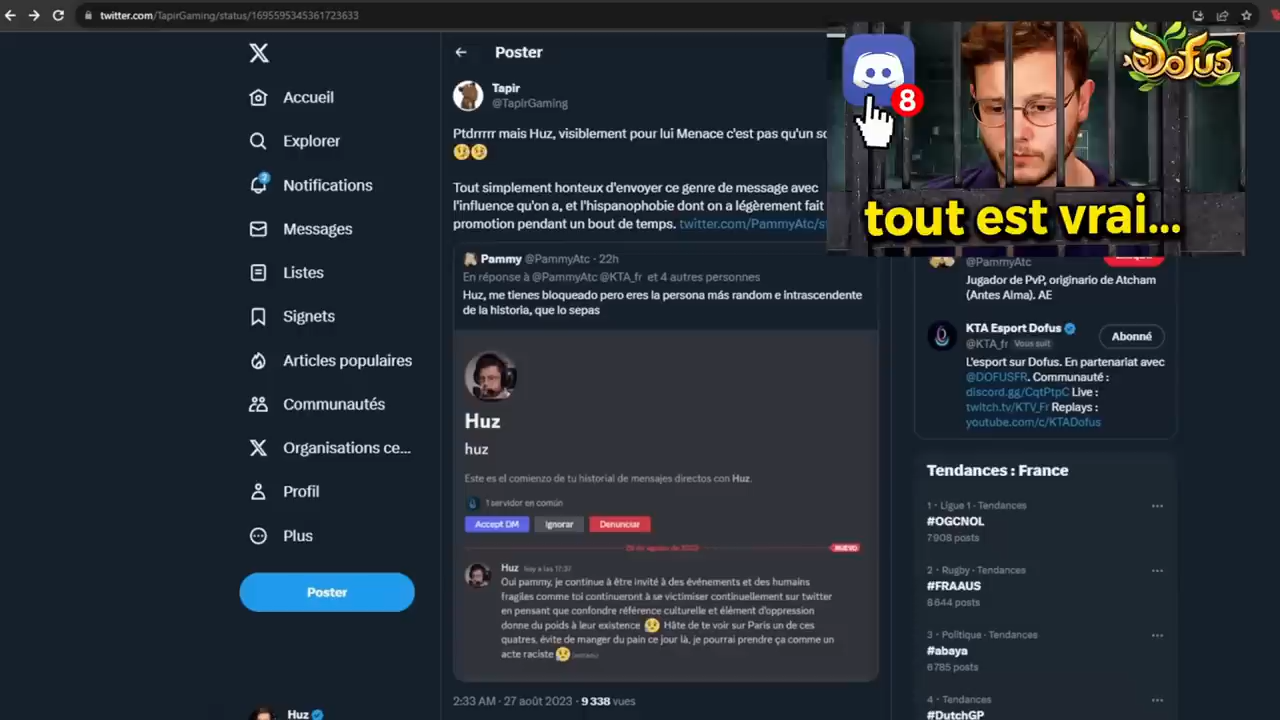 twitter.com/TapirGaming/status/1695595345361723633
Poster
Accueil
Explorer
2
Notifications
Messages
Listes
Signets
Articles populaires
Communautés
Organisations ce...
Profil
Plus
Poster
Huz
Tapir
@TapirGaming
Ptdrrrrr mais Huz, visiblement pour lui Menace c'est pas qu'un
Tout simplement honteux d'envoyer ce genre de message avec
l'influence qu'on a, et l'hispanophobie dont on a légèrement fait
promotion pendant un bout de temps. twitter.com/PammyAtc/
Pammy @PammyAtc · 22h
En réponse à @PammyAtc @KTA_fr et 4 autres personnes
Huz, me tienes bloqueado pero eres la persona más random e intrascendente
de la historia, que lo sepas
Huz
huz
Este es el comienzo de tu historial de mensajes directos con Huz.
1 servidor en común
Accept DM
Ignorar
Denunciar
NUEVO
Huz hoy a las 17:37
Oui pammy, je continue à être invité à des événements et des humains
fragiles comme toi continueront à se victimiser continuellement sur twitter
en pensant que confondre référence culturelle et élément d'oppression
donne du poids à leur existence Hâte de te voir sur Paris un de ces
quatres, évite de manger du pain ce jour là, je pourrai prendre ça comme un
acte raciste
2:33 AM · 27 août 2023 · 9 338 vues
8
Dofus
tout est vrai...
@PammyAtc
Jugador de PvP, originario de Atcham
(Antes Alma). AE
KTA Esport Dofus
@KTA_fr Vous suit
Abonné
L'esport sur Dofus. En partenariat avec
@DOFUSFR. Communauté :
discord.gg/CqtPtpC Live :
twitch.tv/KTV_Fr Replays :
youtube.com/c/KTADofus
Tendances : France
1 · Ligue 1 · Tendances
#OGCNOL
7 908 posts
2 · Rugby · Tendances
#FRAAUS
8 644 posts
3 · Politique · Tendances
#abaya
6 785 posts
4 · Tendances
#DutchGP